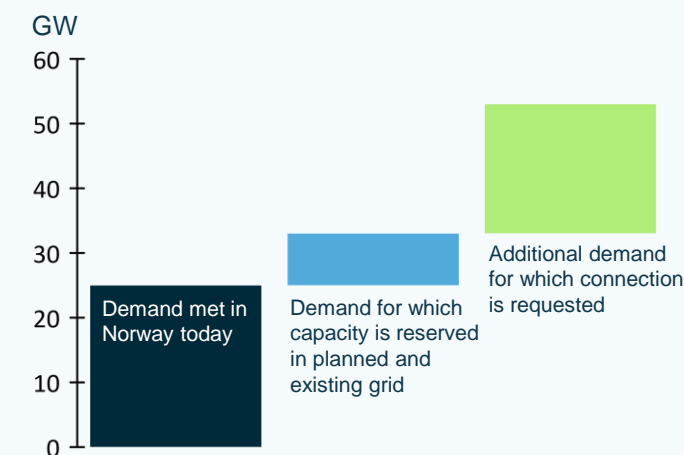 GW
60
50
40
30
20
10
0
Demand met in
Norway today
Demand for which
capacity is reserved
in planned and
existing grid
Additional demand
for which connection
is requested